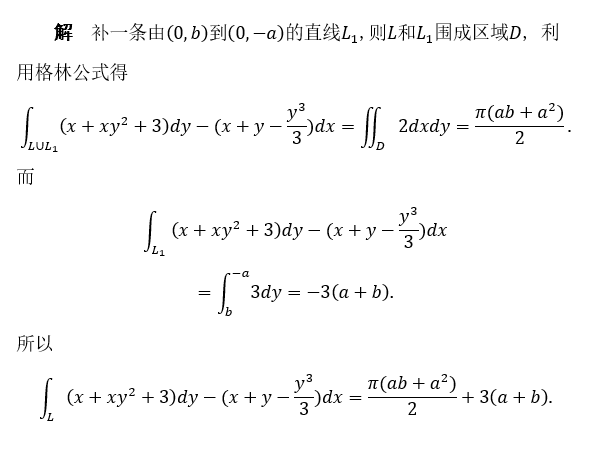 解 补一条由(0, b)到(0, −a)的直线L₁, 则L和L₁围成区域D，利
用格林公式得
∫_{L∪L₁} (x + xy² + 3)dy − (x + y − y³/3)dx = ∬_D 2dxdy = π(ab + a²)/2.
而
∫_{L₁} (x + xy² + 3)dy − (x + y − y³/3)dx
= ∫_b^{−a} 3dy = −3(a + b).
所以
∫_L (x + xy² + 3)dy − (x + y − y³/3)dx = π(ab + a²)/2 + 3(a + b).